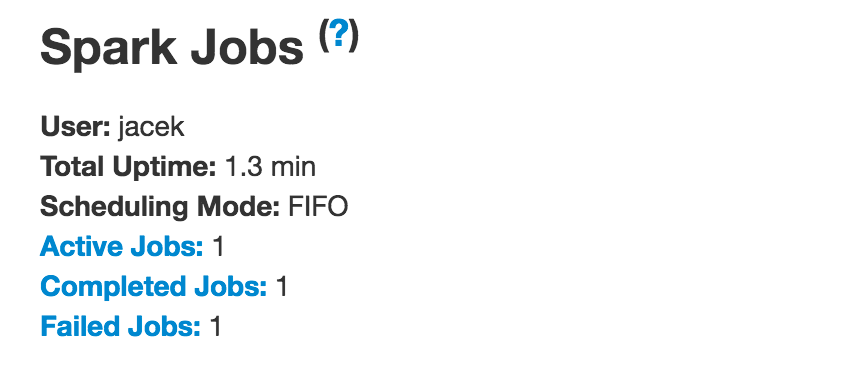 Spark Jobs (?)
User: jacek
Total Uptime: 1.3 min
Scheduling Mode: FIFO
Active Jobs: 1
Completed Jobs: 1
Failed Jobs: 1